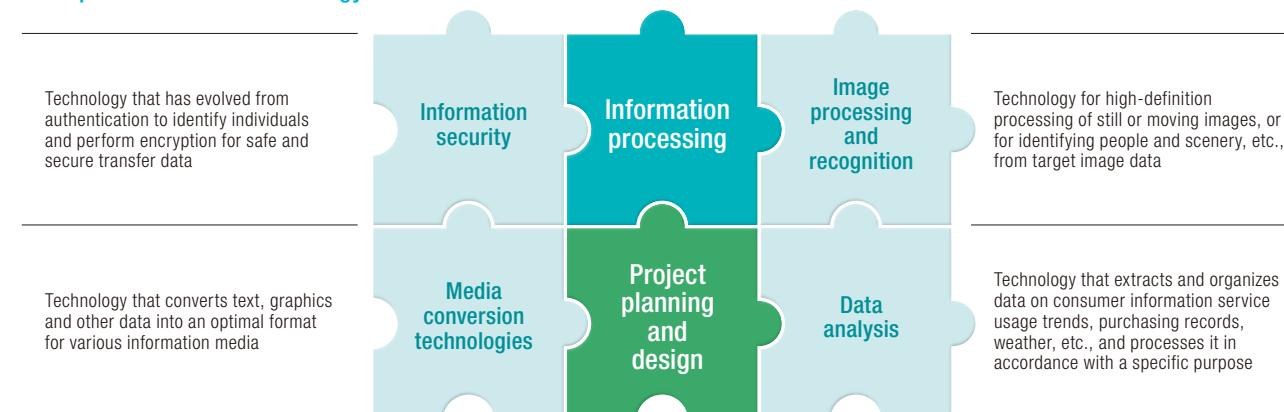 Technology that has evolved from
authentication to identify individuals
and perform encryption for safe and
secure transfer data
Information
security
Information
processing
Image
processing
and
recognition
Technology for high-definition
processing of still or moving images, or
for identifying people and scenery, etc.,
from target image data
Technology that converts text, graphics
and other data into an optimal format
for various information media
Media
conversion
technologies
Project
planning
and
design
Data
analysis
Technology that extracts and organizes
data on consumer information service
usage trends, purchasing records,
weather, etc., and processes it in
accordance with a specific purpose